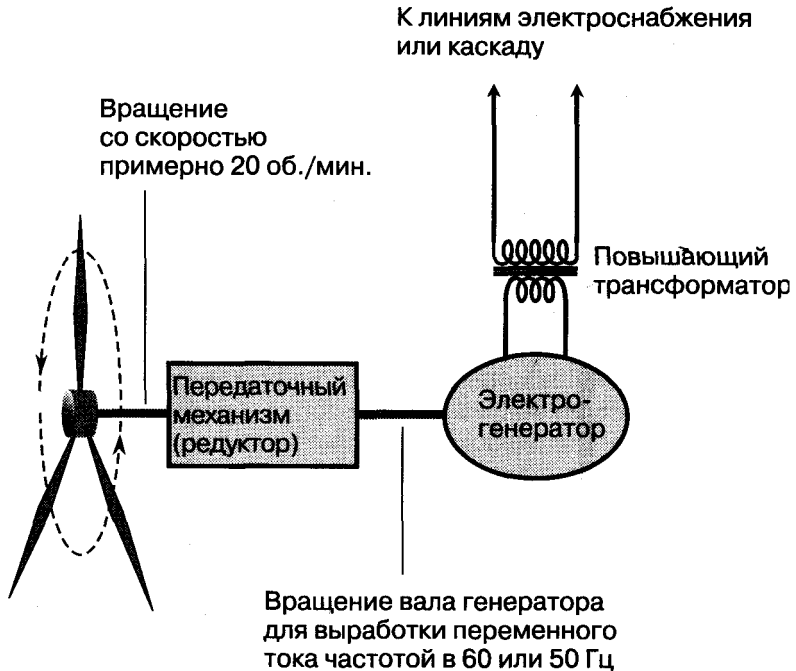 К линиям электроснабжения
или каскаду
Вращение
со скоростью
примерно 20 об./мин.
Повышающий
трансформатор
Передаточный
механизм
(редуктор)
Электро-
генератор
Вращение вала генератора
для выработки переменного
тока частотой в 60 или 50 Гц